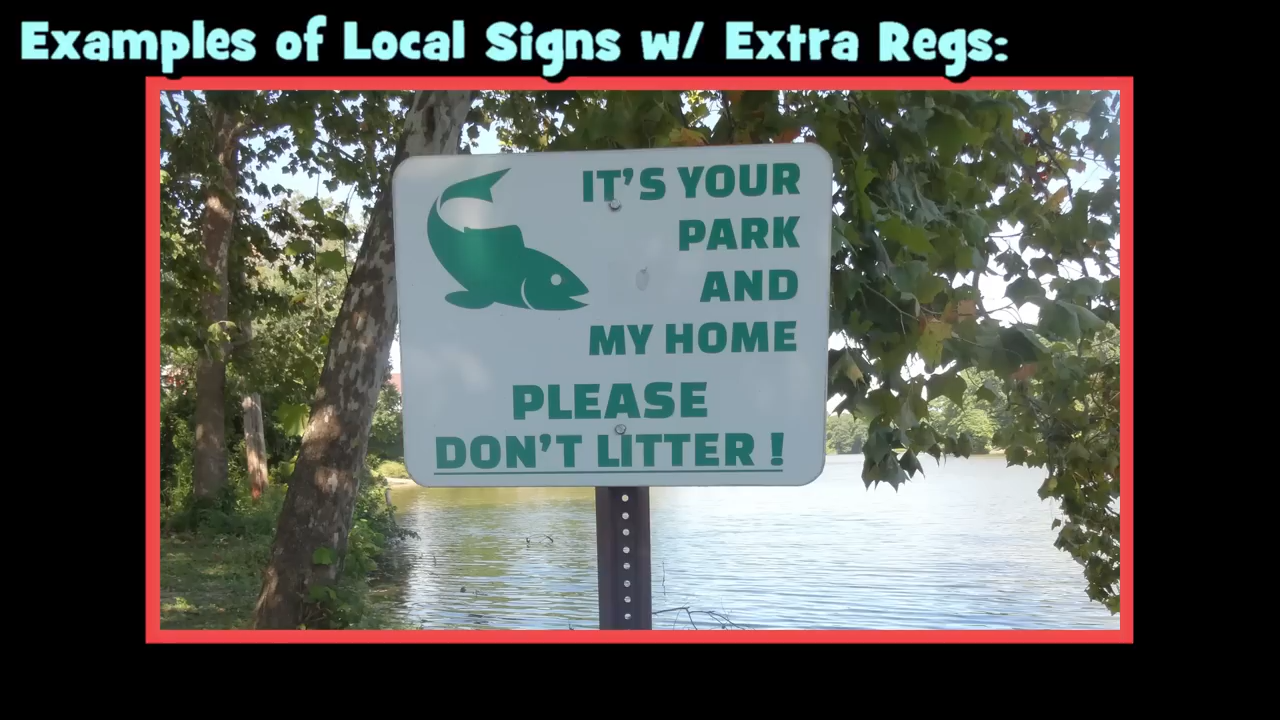 Examples of Local Signs w/ Extra Regs:
IT'S YOUR
PARK
AND
MY HOME
PLEASE
DON'T LITTER !